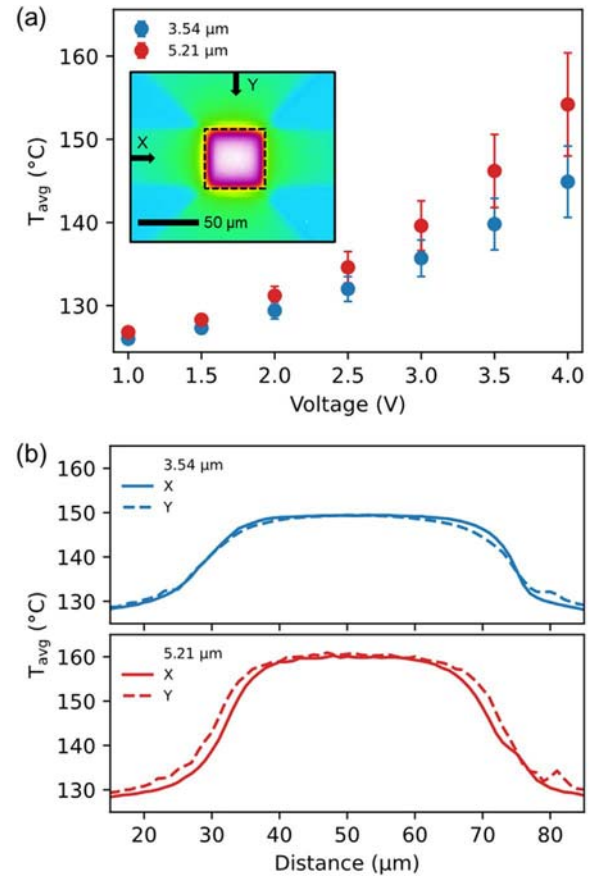 (a)
3.54 μm
5.21 μm
160
150
140
130
T_avg (°C)
Y
X
50 μm
1.0 1.5 2.0 2.5 3.0 3.5 4.0
Voltage (V)
(b)
160
150
140
130
3.54 μm
X
Y
T_avg (°C)
160
150
140
130
5.21 μm
X
Y
20 30 40 50 60 70 80
Distance (μm)